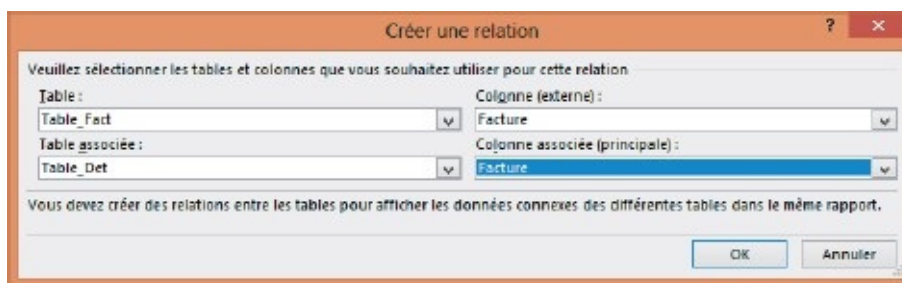 Créer une relation
?
Veuillez sélectionner les tables et colonnes que vous souhaitez utiliser pour cette relation
Table :
Colonne (externe) :
Table_Fact
Facture
Table associée :
Colonne associée (principale) :
Table_Det
Facture
Vous devez créer des relations entre les tables pour afficher les données connexes des différentes tables dans le même rapport.
OK
Annuler